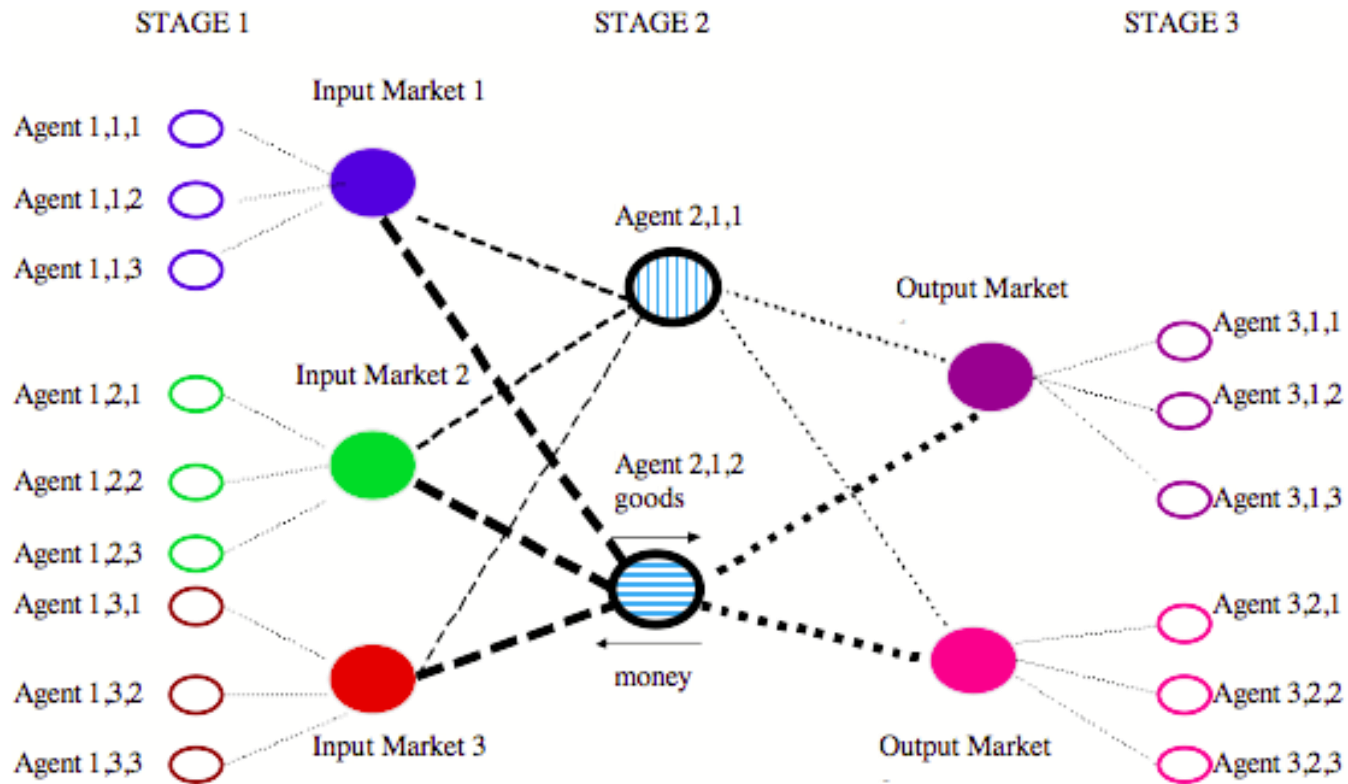 STAGE 1
STAGE 2
STAGE 3
Input Market 1
Agent 1,1,1
Agent 1,1,2
Agent 1,1,3
Agent 2,1,1
Output Market
Agent 3,1,1
Agent 3,1,2
Agent 3,1,3
Input Market 2
Agent 1,2,1
Agent 1,2,2
Agent 1,2,3
Agent 2,1,2
goods
money
Agent 1,3,1
Agent 1,3,2
Agent 1,3,3
Input Market 3
Output Market
Agent 3,2,1
Agent 3,2,2
Agent 3,2,3